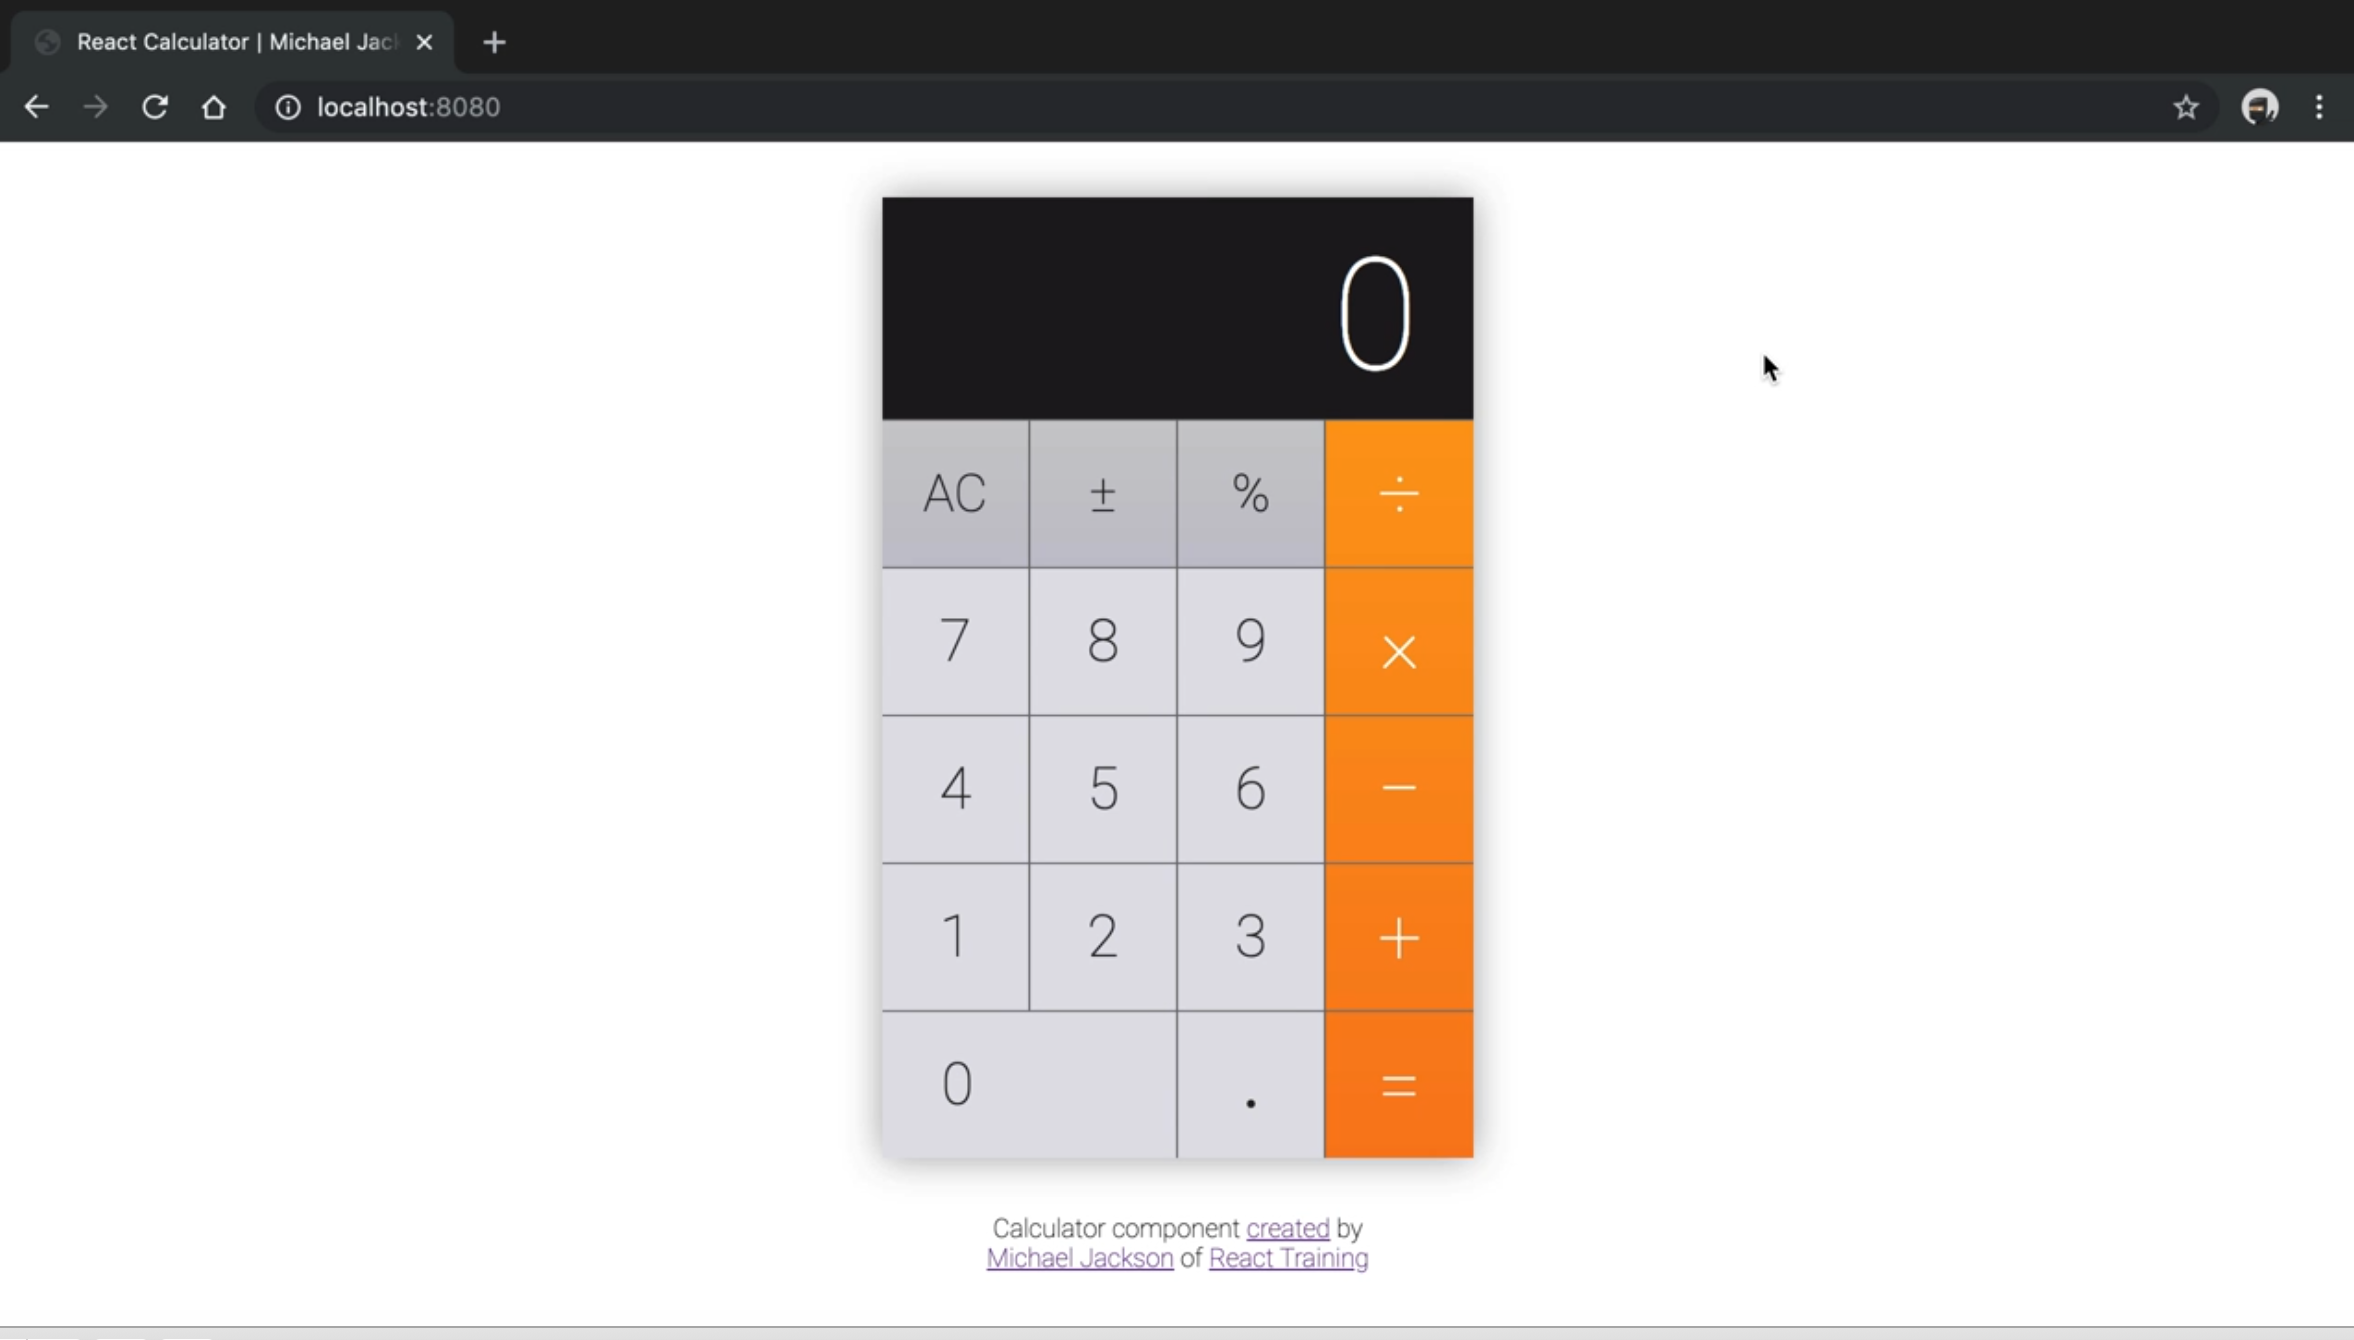 React Calculator | Michael Jac
localhost:8080
0
AC ± % ÷
7 8 9 ×
4 5 6 −
1 2 3 +
0 . =
Calculator component created by
Michael Jackson of React Training